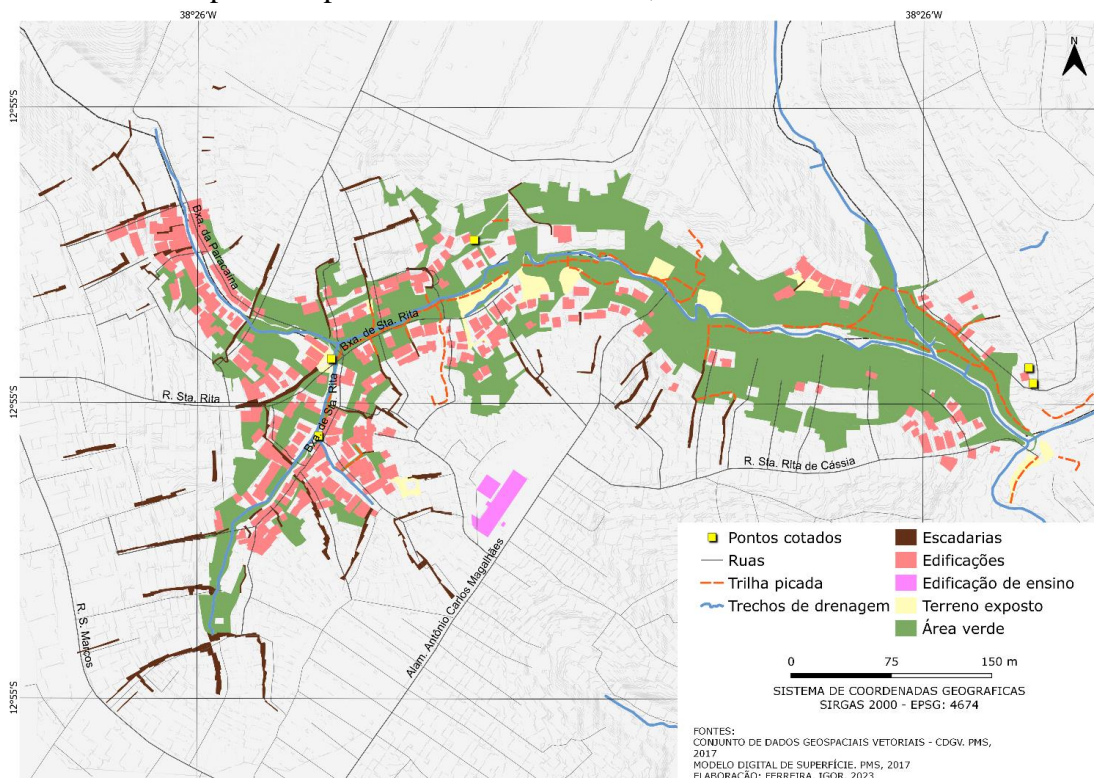 38°26'W
38°26'W
N
12°55'S
12°55'S
12°55'S
Bxa. da Paracaína
Bxa. de Sta. Rita
R. Sta. Rita
Bxa. de Sta. Rita
R. Sta. Rita de Cássia
Alam. Antônio Carlos Magalhães
R. S. Marcos
Pontos cotados
Ruas
Trilha picada
Trechos de drenagem
Escadarias
Edificações
Edificação de ensino
Terreno exposto
Área verde
0 75 150 m
SISTEMA DE COORDENADAS GEOGRAFICAS
SIRGAS 2000 - EPSG: 4674
FONTES:
CONJUNTO DE DADOS GEOSPACIAIS VETORIAIS - CDGV. PMS,
2017
MODELO DIGITAL DE SUPERFÍCIE. PMS, 2017
ELABORAÇÃO: FERREIRA, IGOR, 2023